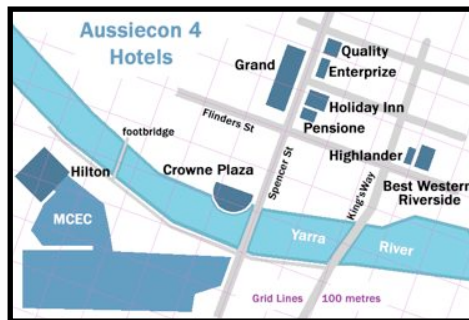 Aussiecon 4
Hotels
Quality
Grand
Enterprize
Holiday Inn
Flinders St
Pensione
footbridge
Highlander
Hilton
Crowne Plaza
Spencer St
King'sWay
Best Western
Riverside
MCEC
Yarra
River
Grid Lines 100 metres